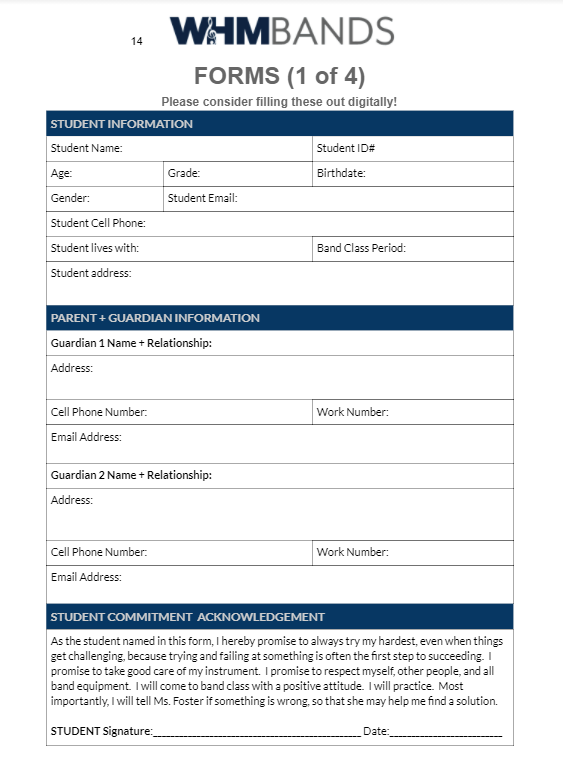 14
WHMBANDS
FORMS (1 of 4)
Please consider filling these out digitally!
STUDENT INFORMATION
Student Name: Student ID#
Age: Grade: Birthdate:
Gender: Student Email:
Student Cell Phone:
Student lives with: Band Class Period:
Student address:
PARENT + GUARDIAN INFORMATION
Guardian 1 Name + Relationship:
Address:
Cell Phone Number: Work Number:
Email Address:
Guardian 2 Name + Relationship:
Address:
Cell Phone Number: Work Number:
Email Address:
STUDENT COMMITMENT ACKNOWLEDGEMENT
As the student named in this form, I hereby promise to always try my hardest, even when things
get challenging, because trying and failing at something is often the first step to succeeding. I
promise to take good care of my instrument. I promise to respect myself, other people, and all
band equipment. I will come to band class with a positive attitude. I will practice. Most
importantly, I will tell Ms. Foster if something is wrong, so that she may help me find a solution.
STUDENT Signature:___________________________________ Date:____________________